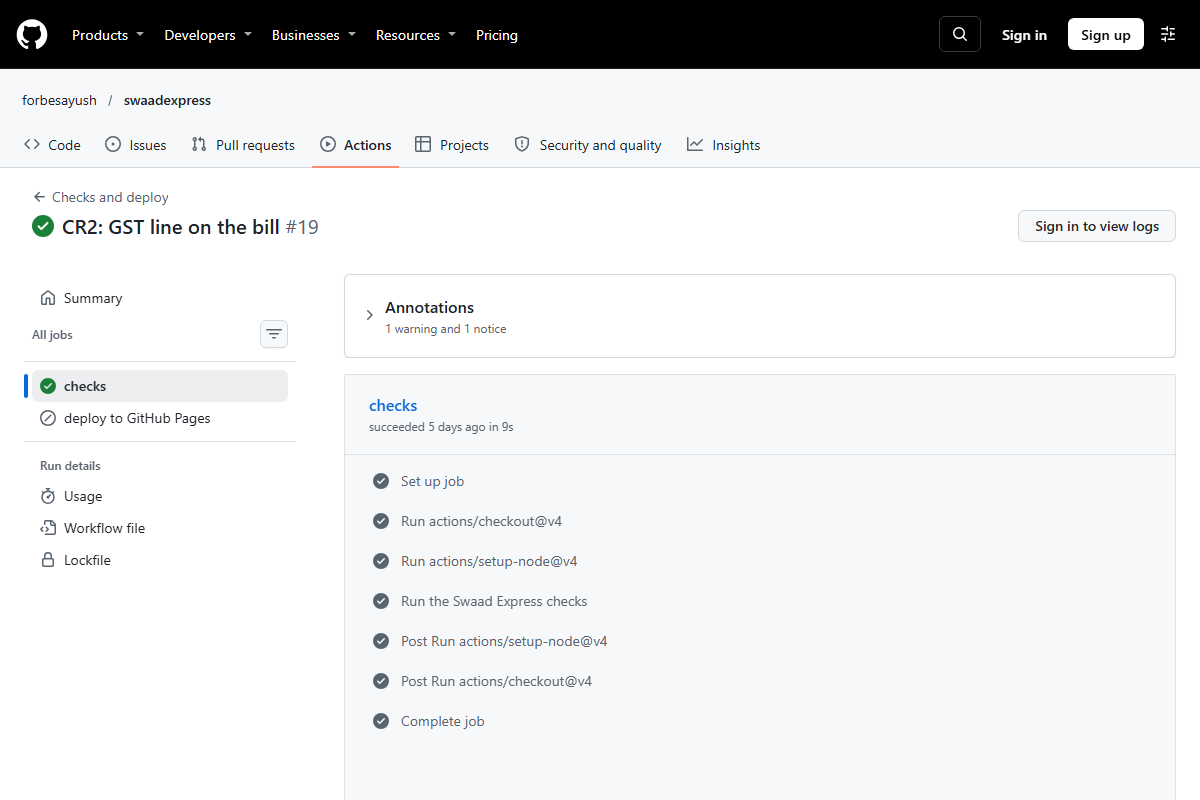 Products Developers Businesses Resources Pricing Sign in Sign up
forbesayush / swaadexpress
Code Issues Pull requests Actions Projects Security and quality Insights
Checks and deploy
CR2: GST line on the bill #19
Sign in to view logs
Summary
All jobs
checks
deploy to GitHub Pages
Run details
Usage
Workflow file
Lockfile
Annotations
1 warning and 1 notice
checks
succeeded 5 days ago in 9s
Set up job
Run actions/checkout@v4
Run actions/setup-node@v4
Run the Swaad Express checks
Post Run actions/setup-node@v4
Post Run actions/checkout@v4
Complete job